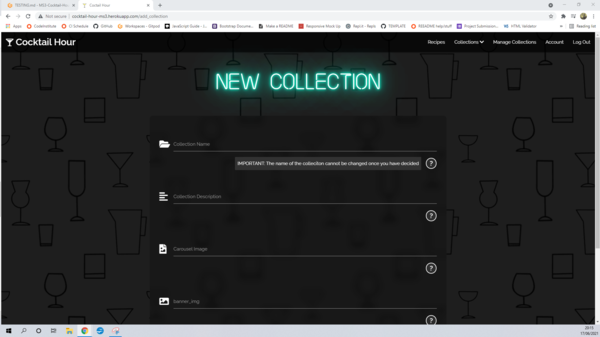 TESTING.md - MS3-Cocktail-H
Cocktail Hour
Not secure
cocktail-hour-ms3.herokuapp.com/add_collection
Apps
CodeInstitute
CI Schedule
GitHub
Workspaces - Gitpod
JavaScript Guide - J
Bootstrap Documen
Make a README
Responsive Mock Up
Repl.it - Replit
TEMPLATE
README help/stuff
Project Submission
HTML Validator
Reading list
Cocktail Hour
Recipes
Collections
Manage Collections
Account
Log Out
NEW COLLECTION
Collection Name
IMPORTANT! The name of the collection cannot be changed once you have decided
?
Collection Description
?
Carousel Image
?
banner_img
?
20:15
17/06/2021